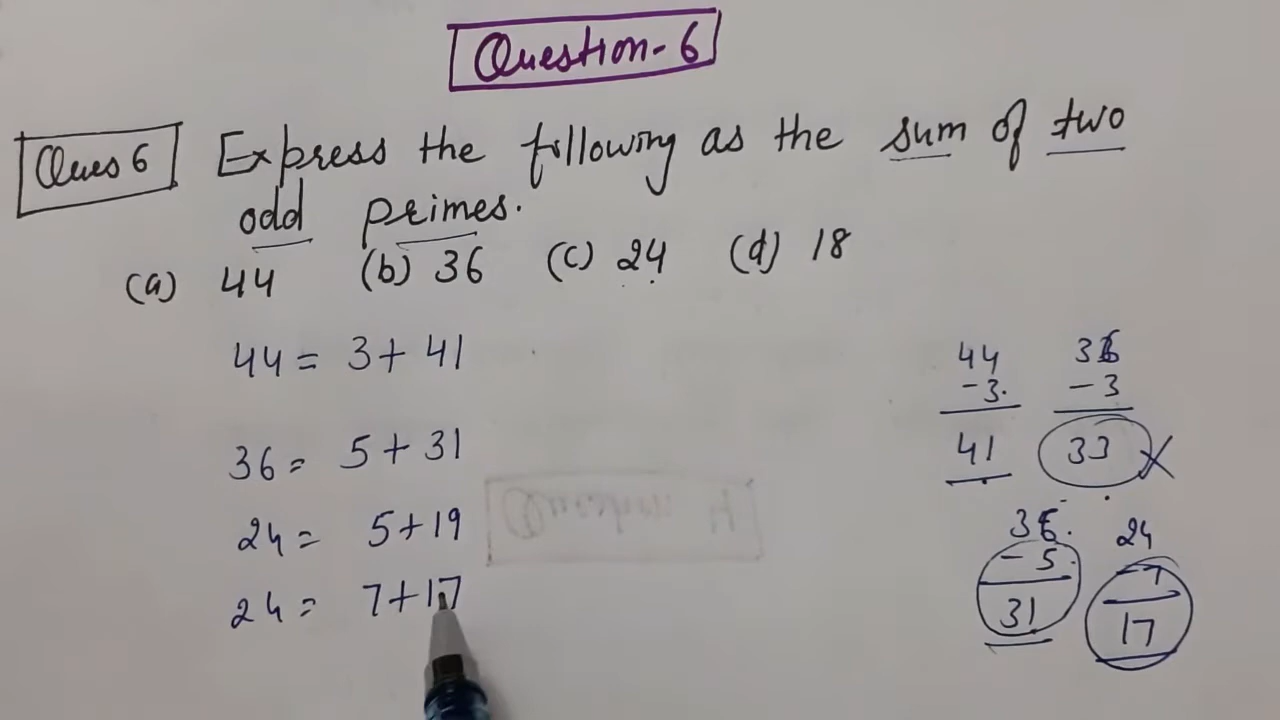 Question-6
Ques 6 Express the following as the sum of two
odd primes.
(a) 44 (b) 36 (c) 24 (d) 18
44 = 3 + 41
36 = 5 + 31
24 = 5 + 19
24 = 7 + 17
44
-3
41
36
-3
33 X
36
-5
31
24
-7
17